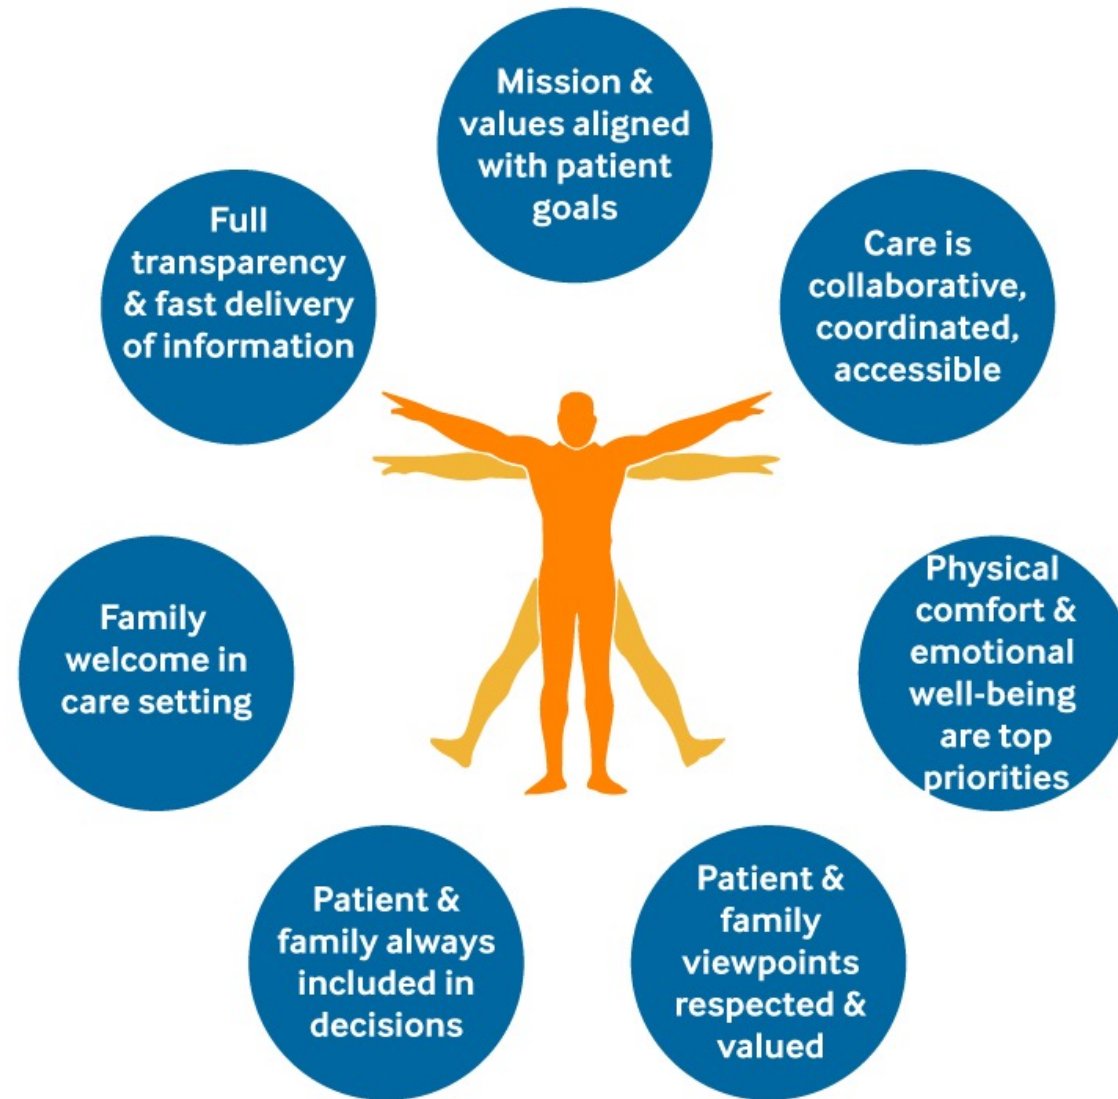 Mission &
values aligned
with patient
goals
Care is
collaborative,
coordinated,
accessible
Physical
comfort &
emotional
well-being
are top
priorities
Patient &
family
viewpoints
respected &
valued
Patient &
family always
included in
decisions
Family
welcome in
care setting
Full
transparency
& fast delivery
of information